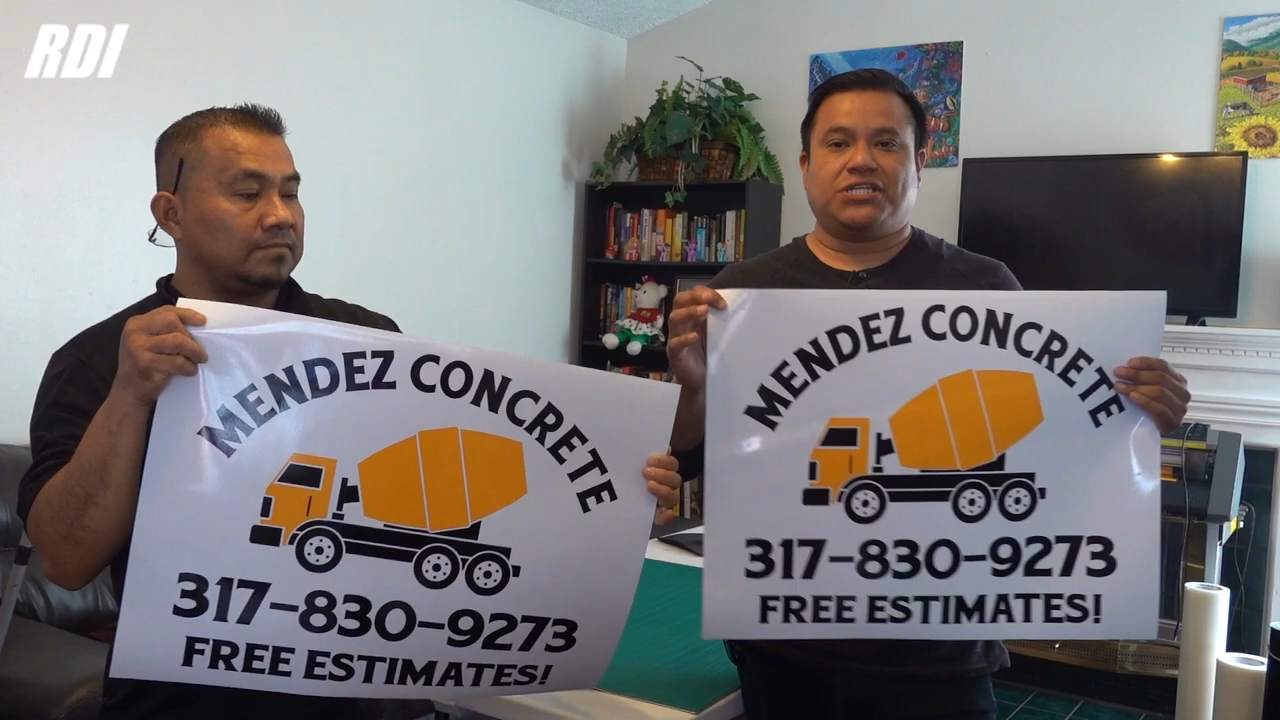 RDI
MENDEZ CONCRETE
317-830-9273
FREE ESTIMATES!
MENDEZ CONCRETE
317-830-9273
FREE ESTIMATES!